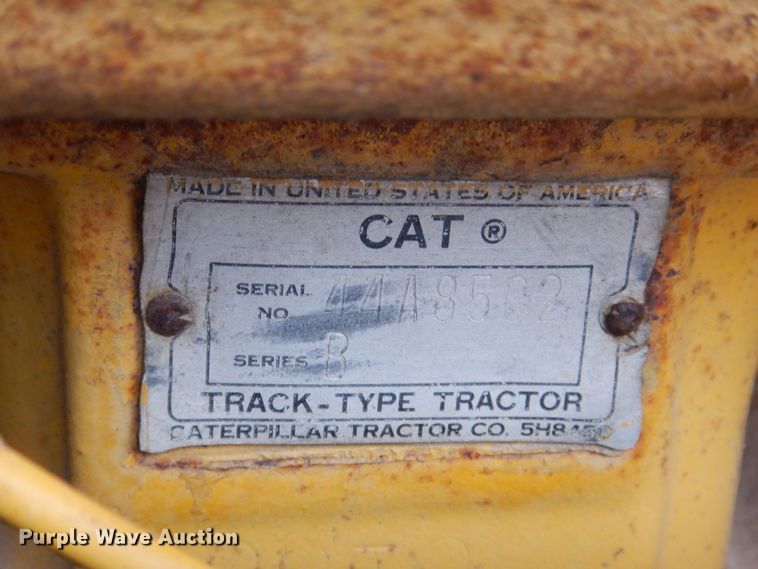 MADE IN UNITED STATES OF AMERICA
CAT ®
SERIAL NO 44A8502
SERIES B
TRACK-TYPE TRACTOR
CATERPILLAR TRACTOR CO.
Purple Wave Auction